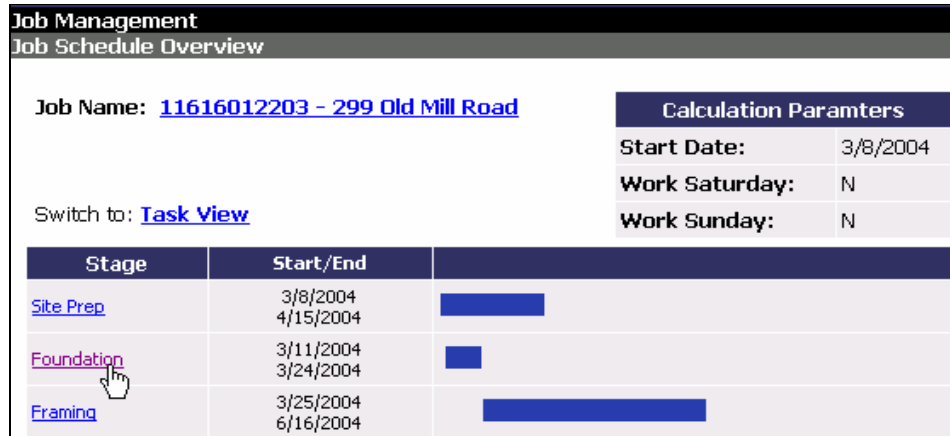 Job Management
Job Schedule Overview
Job Name: 11616012203 - 299 Old Mill Road
Calculation Paramters
Start Date: 3/8/2004
Work Saturday: N
Work Sunday: N
Switch to: Task View
Stage Start/End
Site Prep 3/8/2004
4/15/2004
Foundation 3/11/2004
3/24/2004
Framing 3/25/2004
6/16/2004